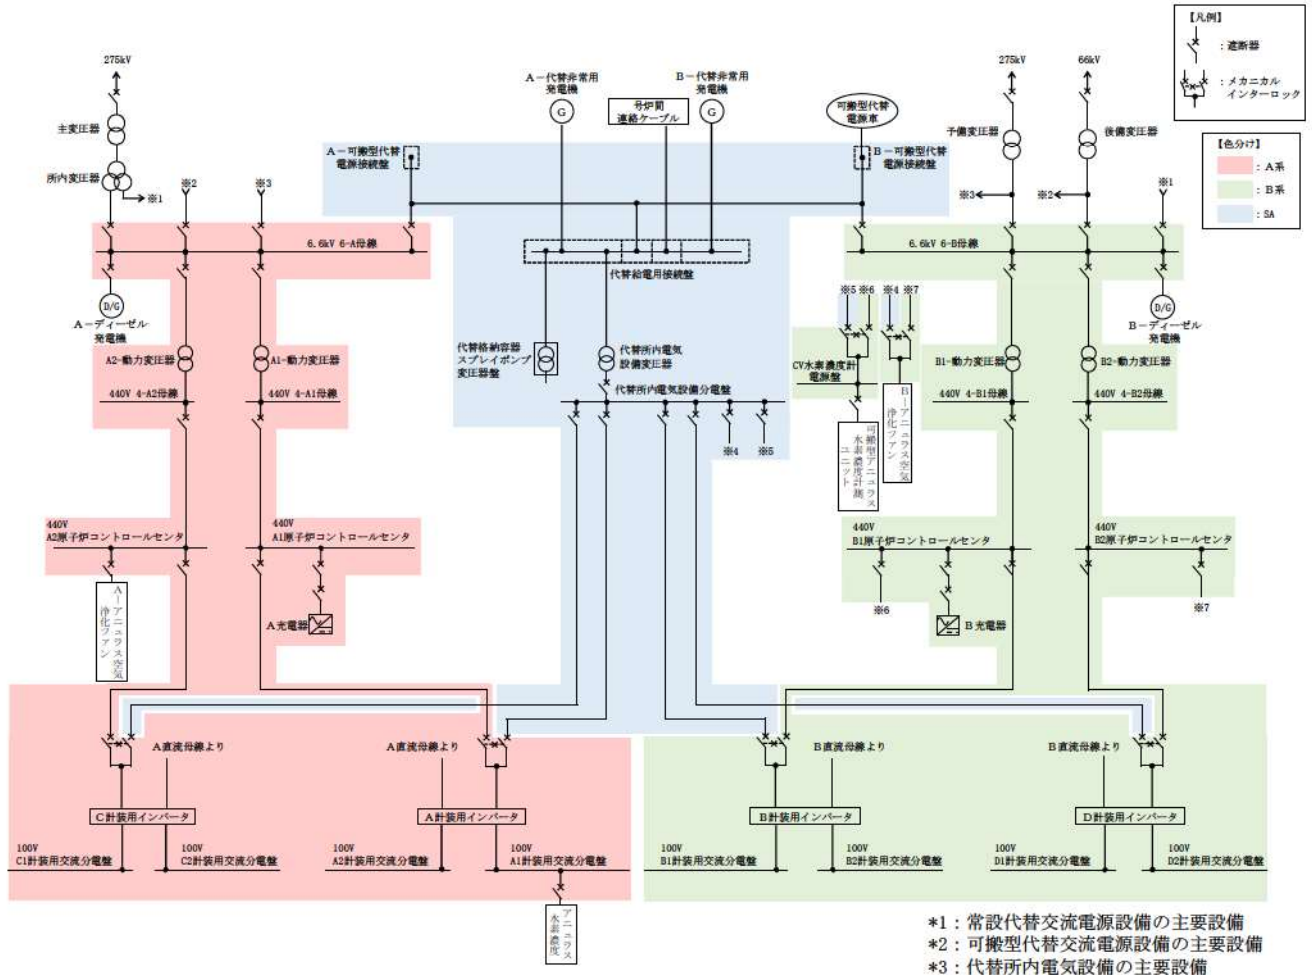 【凡例】
：遮断器
：メカニカル
インターロック
【色分け】
：A系
：B系
：SA
275kV
主変圧器
所内変圧器
※1
※2
※3
A－代替非常用
発電機
G
号炉間
連絡ケーブル
B－代替非常用
発電機
G
可搬型代替
電源車
A－可搬型代替
電源接続盤
B－可搬型代替
電源接続盤
275kV
予備変圧器
※3
66kV
後備変圧器
※2
※1
6.6kV 6-A母線
代替給電用接続盤
6.6kV 6-B母線
D/G
A－ディーゼル
発電機
D/G
B－ディーゼル
発電機
A2-動力変圧器
A1-動力変圧器
440V 4-A2母線
440V 4-A1母線
代替格納容器
スプレイポンプ
変圧器盤
代替所内電気
設備変圧器
代替所内電気設備分電盤
※4
※5
※5
※6
※4
※7
CV水素濃度計
電源盤
可搬型アニュラス
水素濃度計測
ユニット
B－アニュラス空気
浄化ファン
B1-動力変圧器
B2-動力変圧器
440V 4-B1母線
440V 4-B2母線
440V
A2原子炉コントロールセンタ
440V
A1原子炉コントロールセンタ
A－アニュラス空気
浄化ファン
A充電器
440V
B1原子炉コントロールセンタ
440V
B2原子炉コントロールセンタ
※6
B充電器
※7
A直流母線より
A直流母線より
B直流母線より
B直流母線より
C計装用インバータ
A計装用インバータ
B計装用インバータ
D計装用インバータ
100V
C1計装用交流分電盤
100V
C2計装用交流分電盤
100V
A2計装用交流分電盤
100V
A1計装用交流分電盤
100V
B1計装用交流分電盤
100V
B2計装用交流分電盤
100V
D1計装用交流分電盤
100V
D2計装用交流分電盤
アニュラス
水素濃度
*1：常設代替交流電源設備の主要設備
*2：可搬型代替交流電源設備の主要設備
*3：代替所内電気設備の主要設備